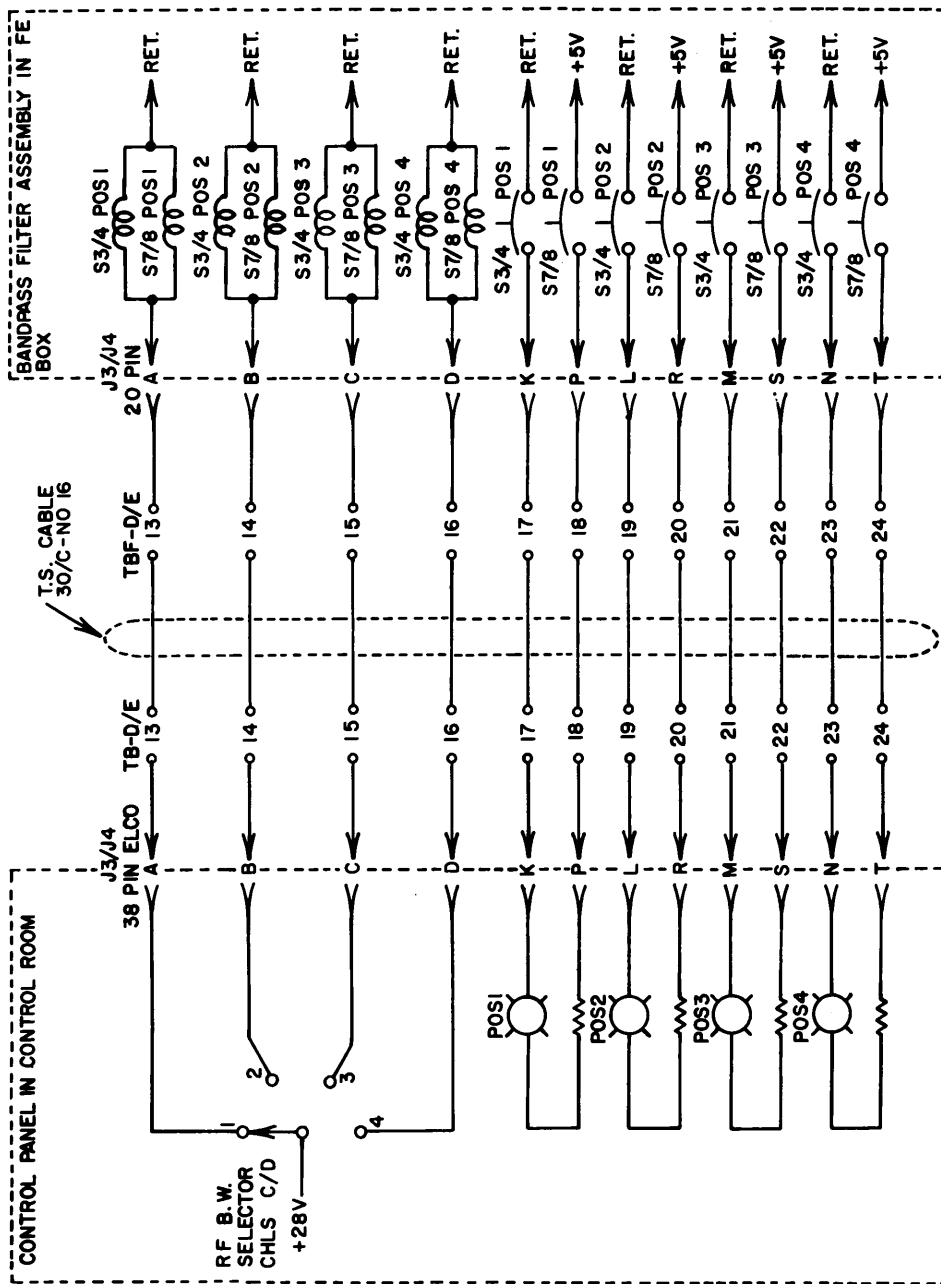 CONTROL PANEL IN CONTROL ROOM
RF B.W.
SELECTOR
CHLS C/D
+28V
1
2
3
4
POS1
POS2
POS3
POS4
J3/J4
38 PIN ELCO
A
B
C
D
K
P
L
R
M
S
N
T
TB-D/E
13
14
15
16
17
18
19
20
21
22
23
24
T.S. CABLE
30/C-NO 16
TBF-D/E
13
14
15
16
17
18
19
20
21
22
23
24
BANDPASS FILTER ASSEMBLY IN FE
BOX
J3/J4
20 PIN
A
B
C
D
K
P
L
R
M
S
N
T
S3/4 POS 1
S7/8 POS1
RET.
S3/4 POS 2
S7/8 POS 2
RET.
S3/4 POS 3
S7/8 POS 3
RET.
S3/4 POS 4
S7/8 POS 4
RET.
S3/4 POS 1 RET.
S7/8 POS 1 +5V
S3/4 POS 2 RET.
S7/8 POS 2 +5V
S3/4 POS 3 RET.
S7/8 POS 3 +5V
S3/4 POS 4 RET.
S7/8 POS 4 +5V